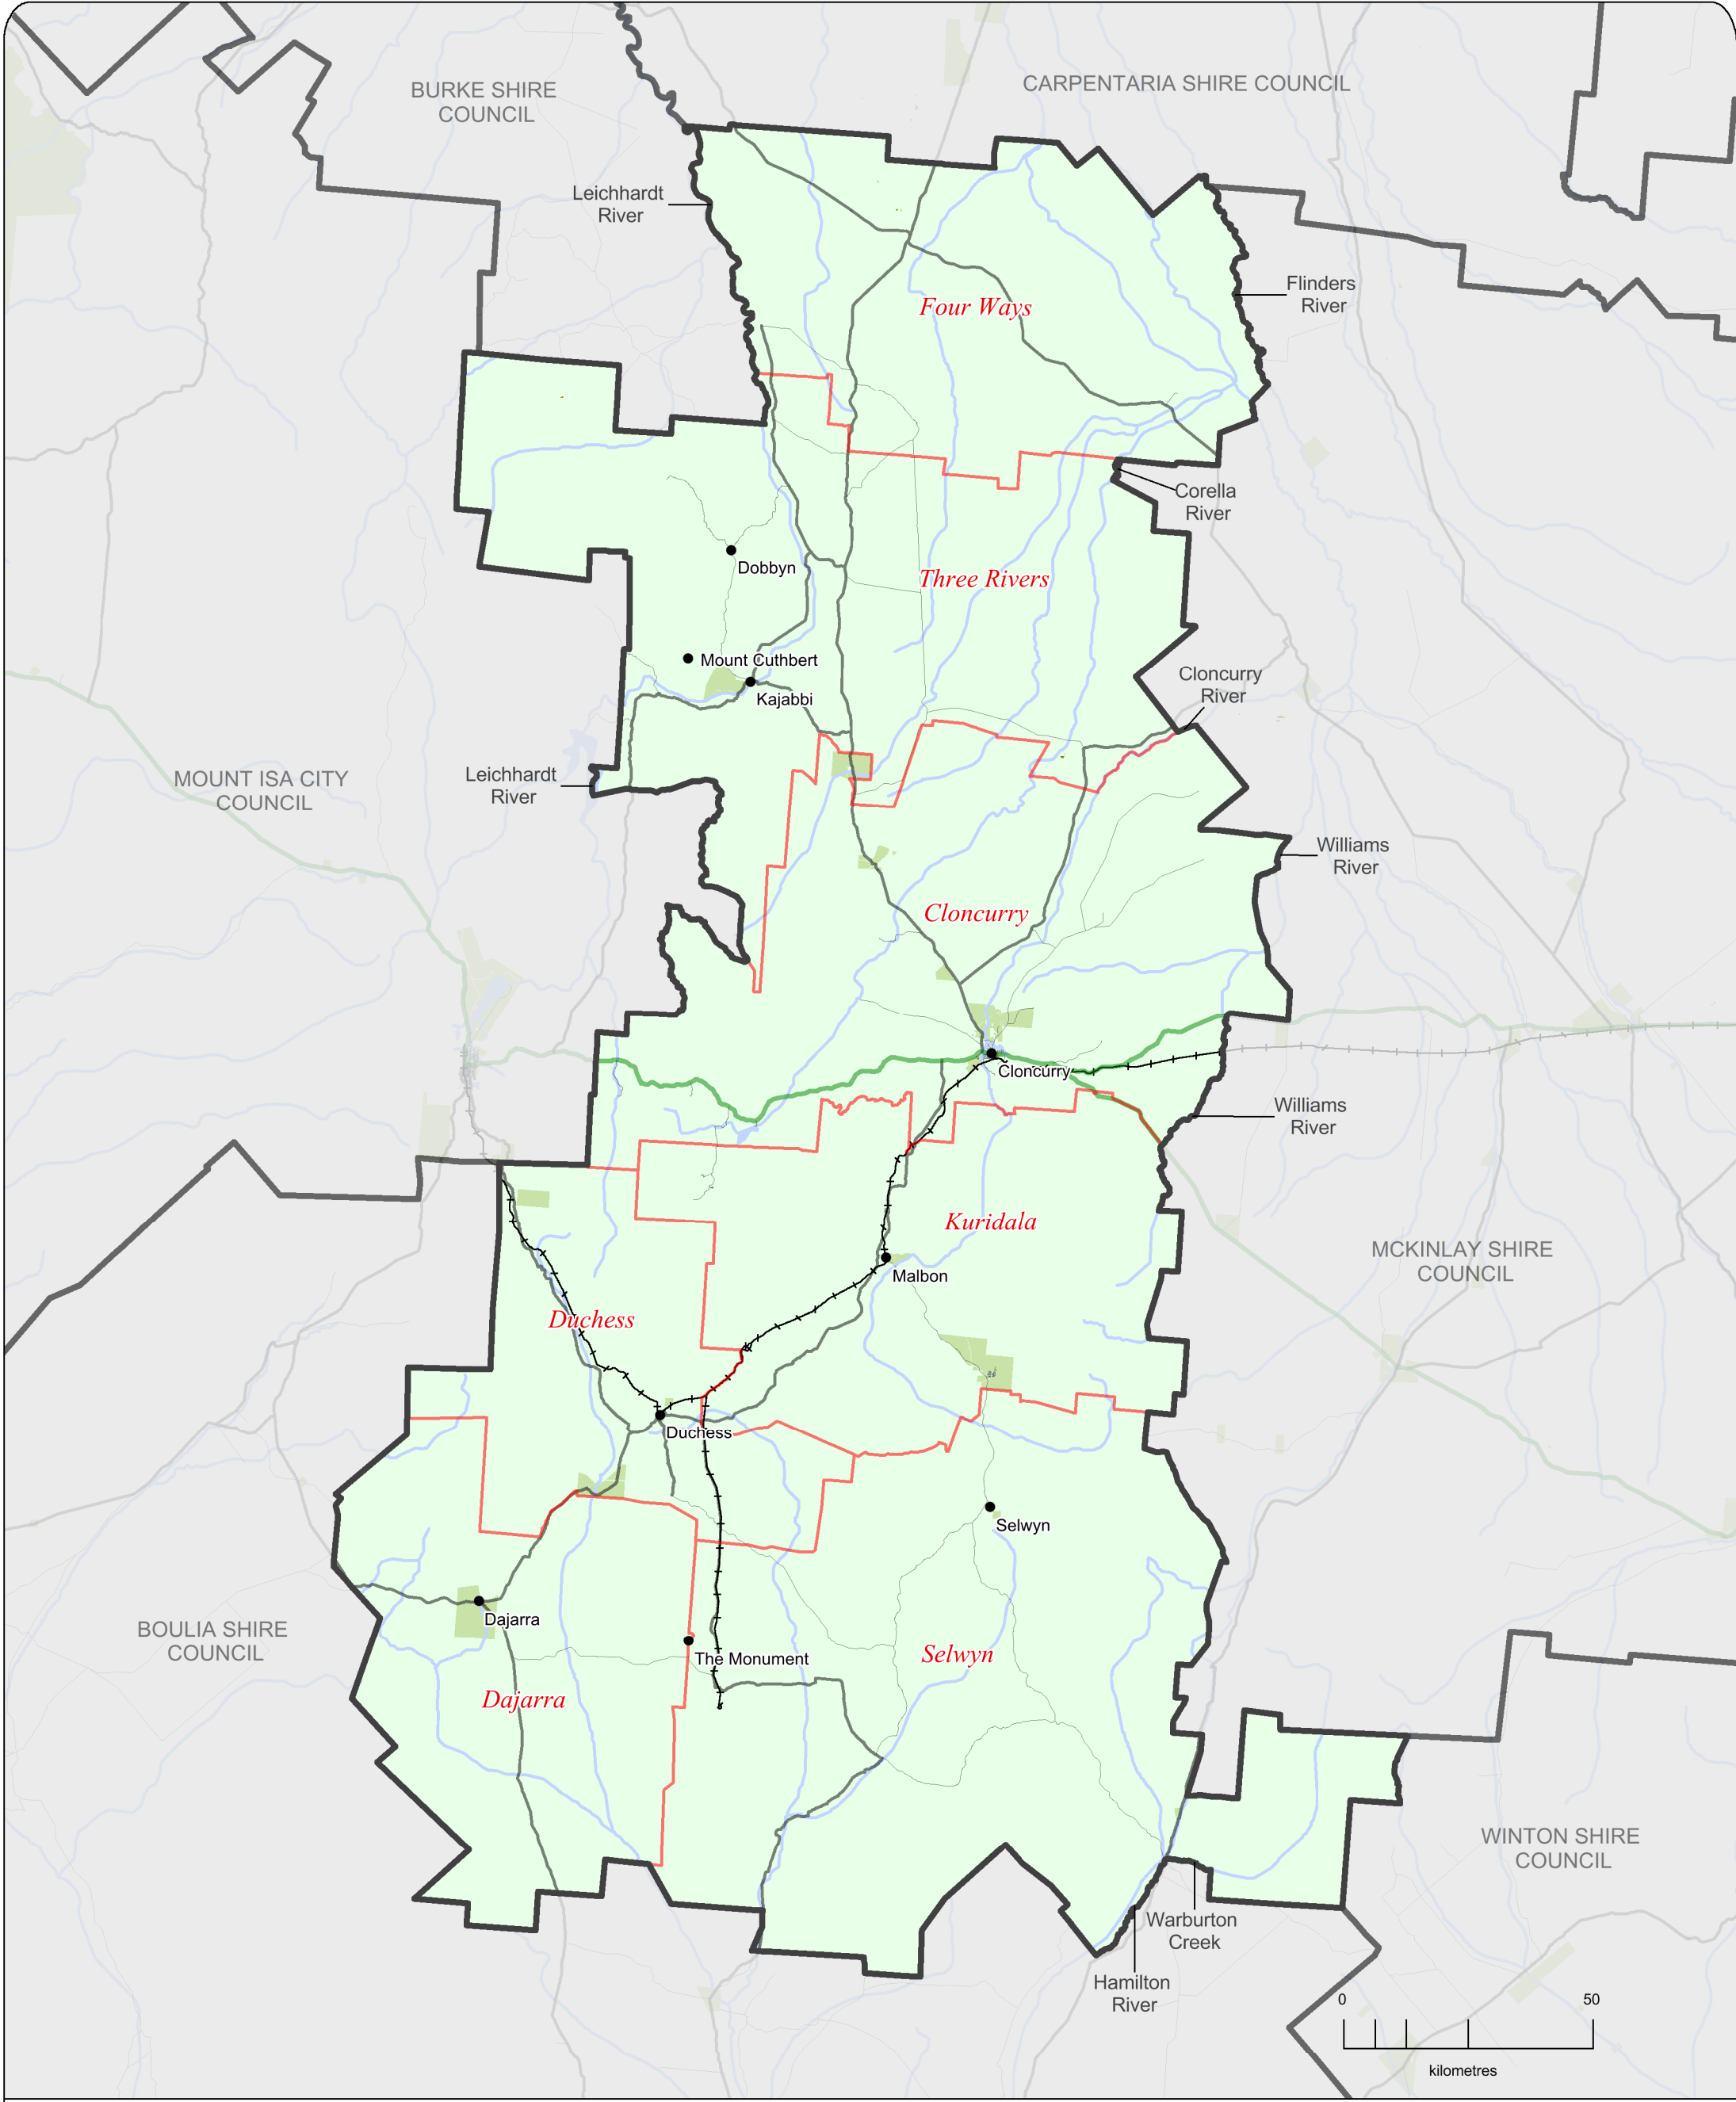 BURKE SHIRE
COUNCIL
CARPENTARIA SHIRE COUNCIL
Leichhardt
River
Flinders
River
Four Ways
Corella
River
Dobbyn
Three Rivers
Mount Cuthbert
Kajabbi
Cloncurry
River
MOUNT ISA CITY
COUNCIL
Leichhardt
River
Williams
River
Cloncurry
Cloncurry
Williams
River
Kuridala
MCKINLAY SHIRE
COUNCIL
Malbon
Duchess
Duchess
Selwyn
Dajarra
BOULIA SHIRE
COUNCIL
The Monument
Selwyn
Dajarra
WINTON SHIRE
COUNCIL
Warburton
Creek
Hamilton
River
0 50
kilometres